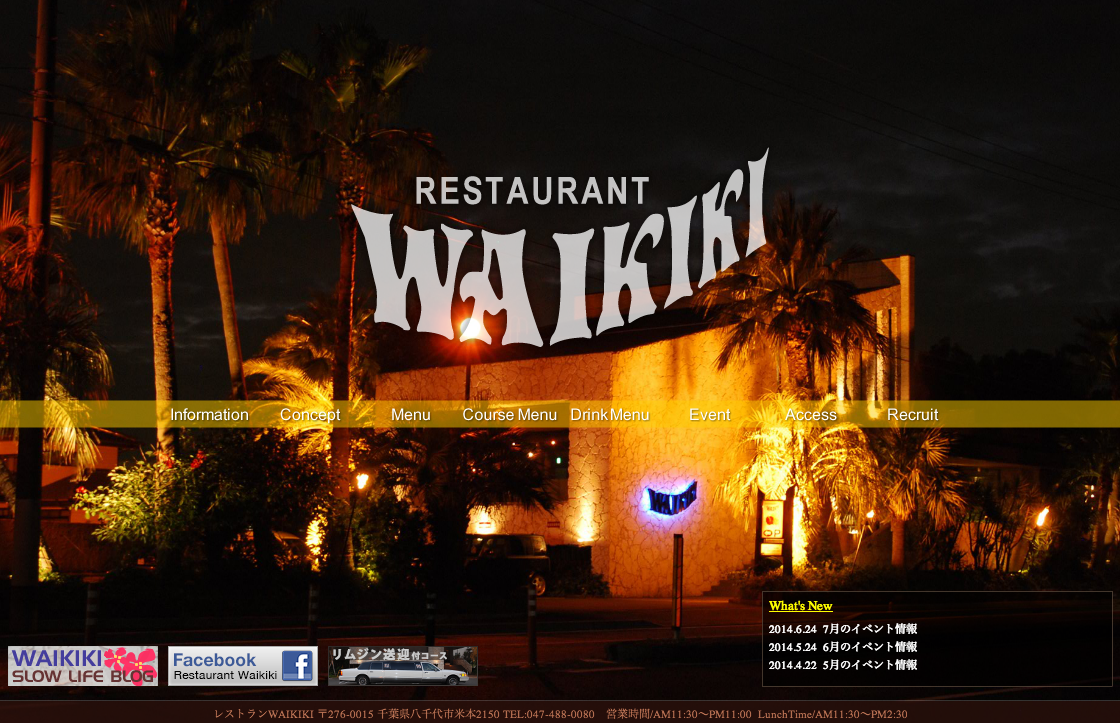 RESTAURANT
WAIKIKI
Information Concept Menu Course Menu Drink Menu Event Access Recruit
WAIKIKI
What's New
2014.6.24 7月のイベント情報
2014.5.24 6月のイベント情報
2014.4.22 5月のイベント情報
WAIKIKI
SLOW LIFE BLOG
Facebook
Restaurant Waikiki
リムジン送迎付コース
レストランWAIKIKI 〒276-0015 千葉県八千代市米本2150 TEL:047-488-0080 営業時間/AM11:30〜PM11:00 LunchTime/AM11:30〜PM2:30